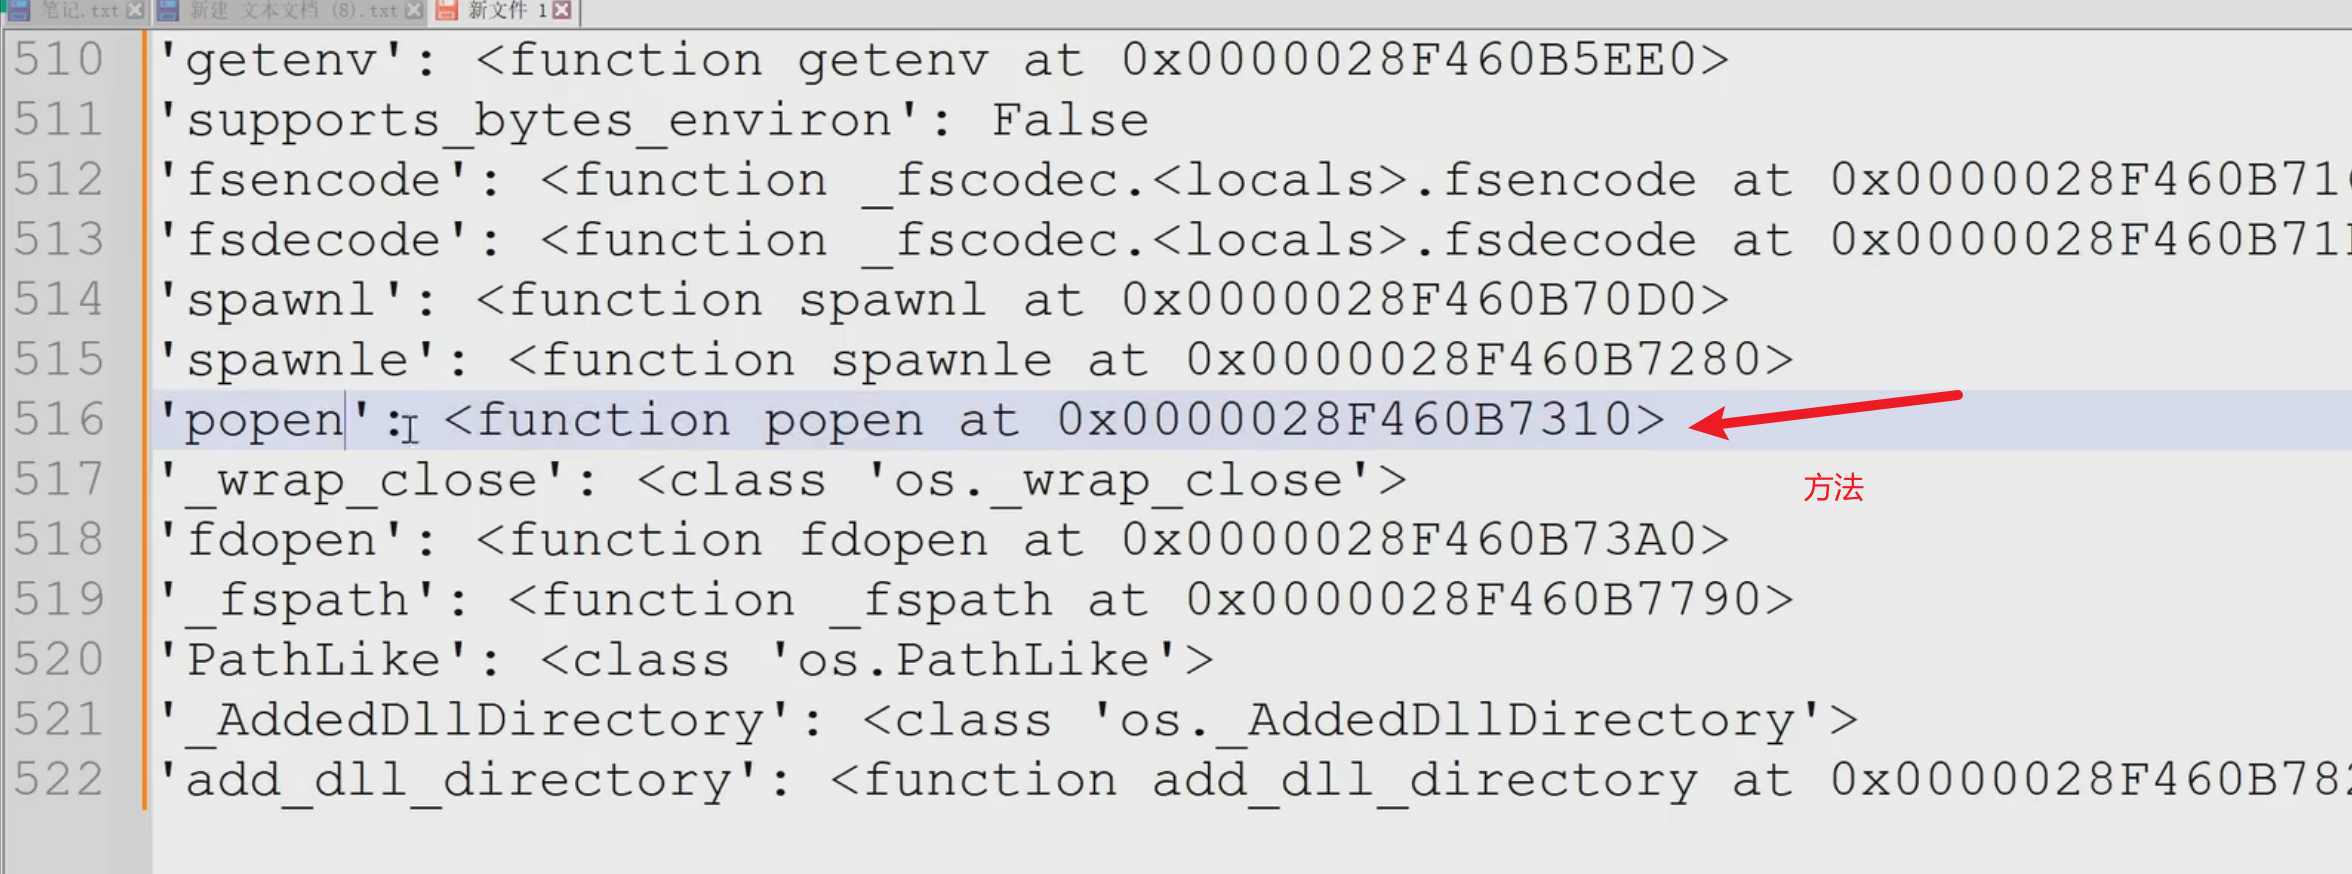 笔记.txt 新建 文本文档 (8).txt 新文件 1
510 'getenv': <function getenv at 0x0000028F460B5EE0>
511 'supports_bytes_environ': False
512 'fsencode': <function _fscodec.<locals>.fsencode at 0x0000028F460B71
513 'fsdecode': <function _fscodec.<locals>.fsdecode at 0x0000028F460B71
514 'spawnl': <function spawnl at 0x0000028F460B70D0>
515 'spawnle': <function spawnle at 0x0000028F460B7280>
516 'popen': <function popen at 0x0000028F460B7310>
517 '_wrap_close': <class 'os._wrap_close'>
方法
518 'fdopen': <function fdopen at 0x0000028F460B73A0>
519 '_fspath': <function _fspath at 0x0000028F460B7790>
520 'PathLike': <class 'os.PathLike'>
521 '_AddedDllDirectory': <class 'os._AddedDllDirectory'>
522 'add_dll_directory': <function add_dll_directory at 0x0000028F460B782